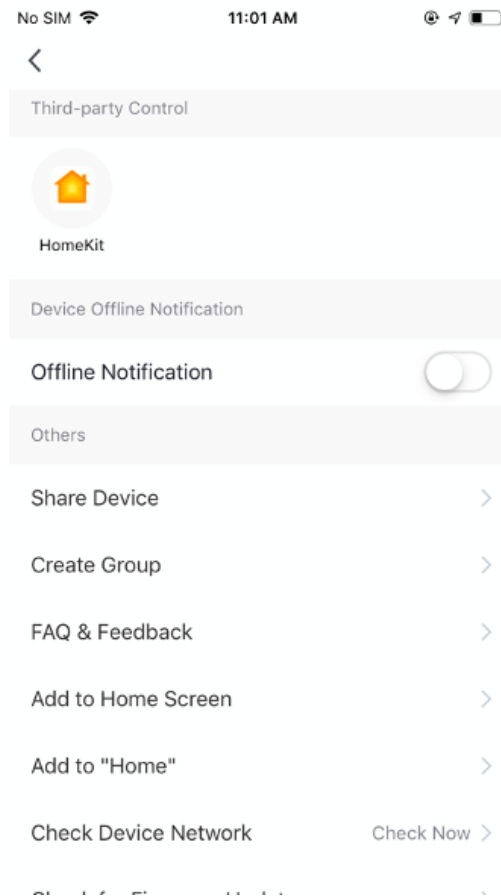 No SIM 11:01 AM
Third-party Control
HomeKit
Device Offline Notification
Offline Notification
Others
Share Device
Create Group
FAQ & Feedback
Add to Home Screen
Add to "Home"
Check Device Network Check Now